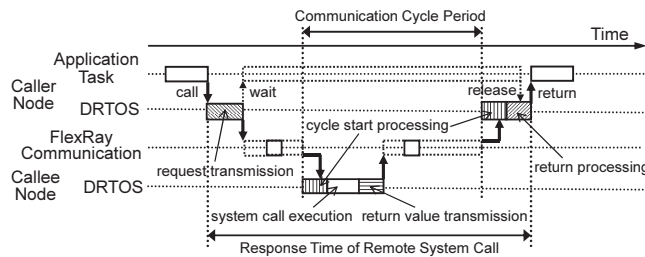 Communication Cycle Period
Time
Application
Task
Caller
Node
call
wait
release
return
DRTOS
cycle start processing
FlexRay
Communication
request transmission
return processing
Callee
Node
DRTOS
system call execution
return value transmission
Response Time of Remote System Call